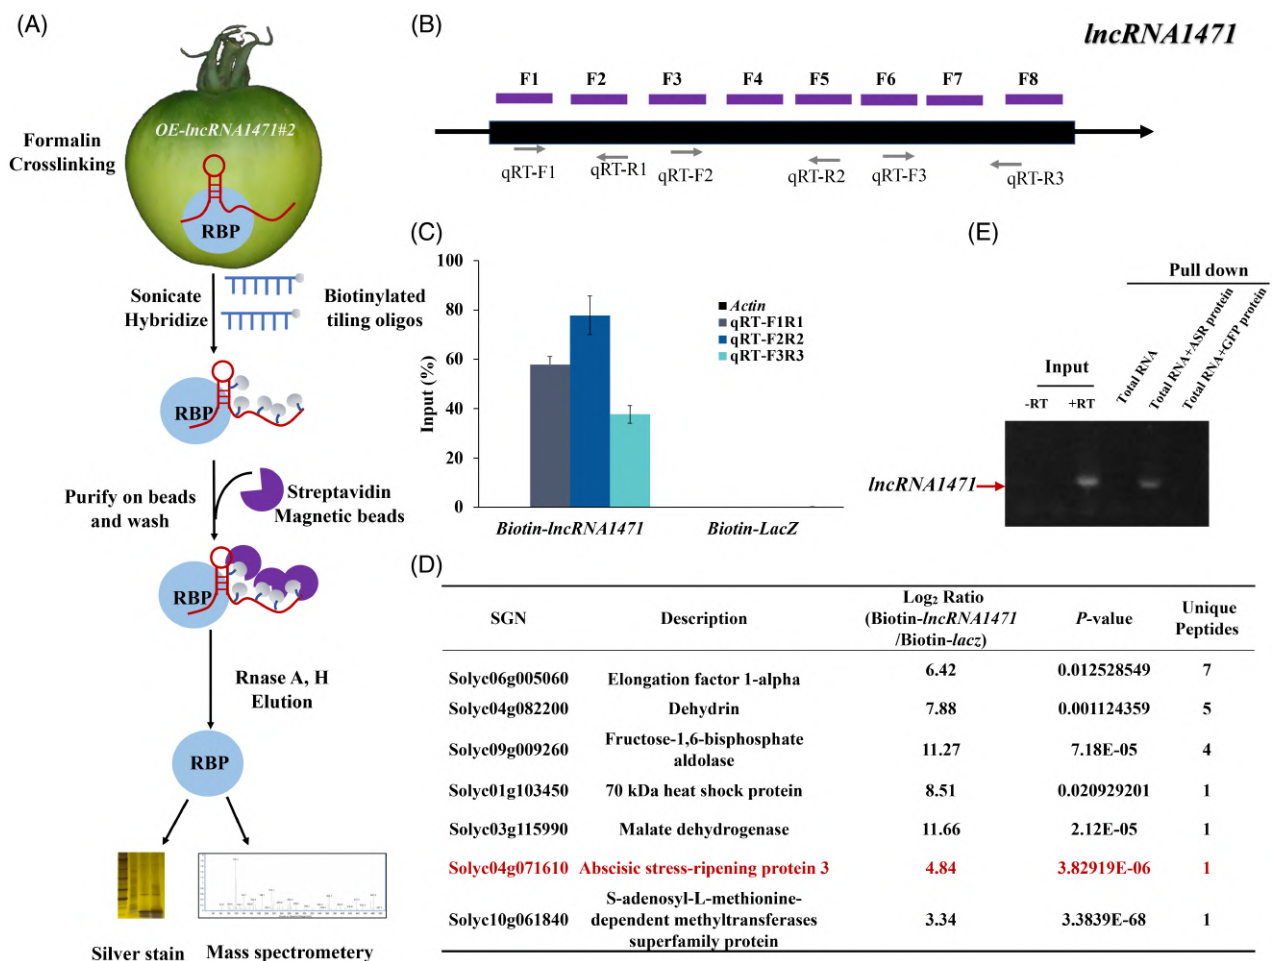 (A)
OE-lncRNA1471#2
Formalin
Crosslinking
RBP
Sonicate
Hybridize
Biotinylated
tiling oligos
RBP
Purify on beads
and wash
Streptavidin
Magnetic beads
RBP
Rnase A, H
Elution
RBP
Silver stain
Mass spectrometery
(B)
lncRNA1471
F1 F2 F3 F4 F5 F6 F7 F8
qRT-F1 qRT-R1 qRT-F2 qRT-R2 qRT-F3 qRT-R3
(C)
100
80
60
40
20
0
Input (%)
Actin
qRT-F1R1
qRT-F2R2
qRT-F3R3
Biotin-lncRNA1471 Biotin-LacZ
(E)
Pull down
Input
-RT +RT
Total RNA
Total RNA+ASR protein
Total RNA+GFP protein
lncRNA1471
(D)
SGN Description Log2 Ratio (Biotin-lncRNA1471 /Biotin-lacz) P-value Unique Peptides
Solyc06g005060 Elongation factor 1-alpha 6.42 0.012528549 7
Solyc04g082200 Dehydrin 7.88 0.001124359 5
Solyc09g009260 Fructose-1,6-bisphosphate aldolase 11.27 7.18E-05 4
Solyc01g103450 70 kDa heat shock protein 8.51 0.020929201 1
Solyc03g115990 Malate dehydrogenase 11.66 2.12E-05 1
Solyc04g071610 Abscisic stress-ripening protein 3 4.84 3.82919E-06 1
Solyc10g061840 S-adenosyl-L-methionine-dependent methyltransferases superfamily protein 3.34 3.3839E-68 1